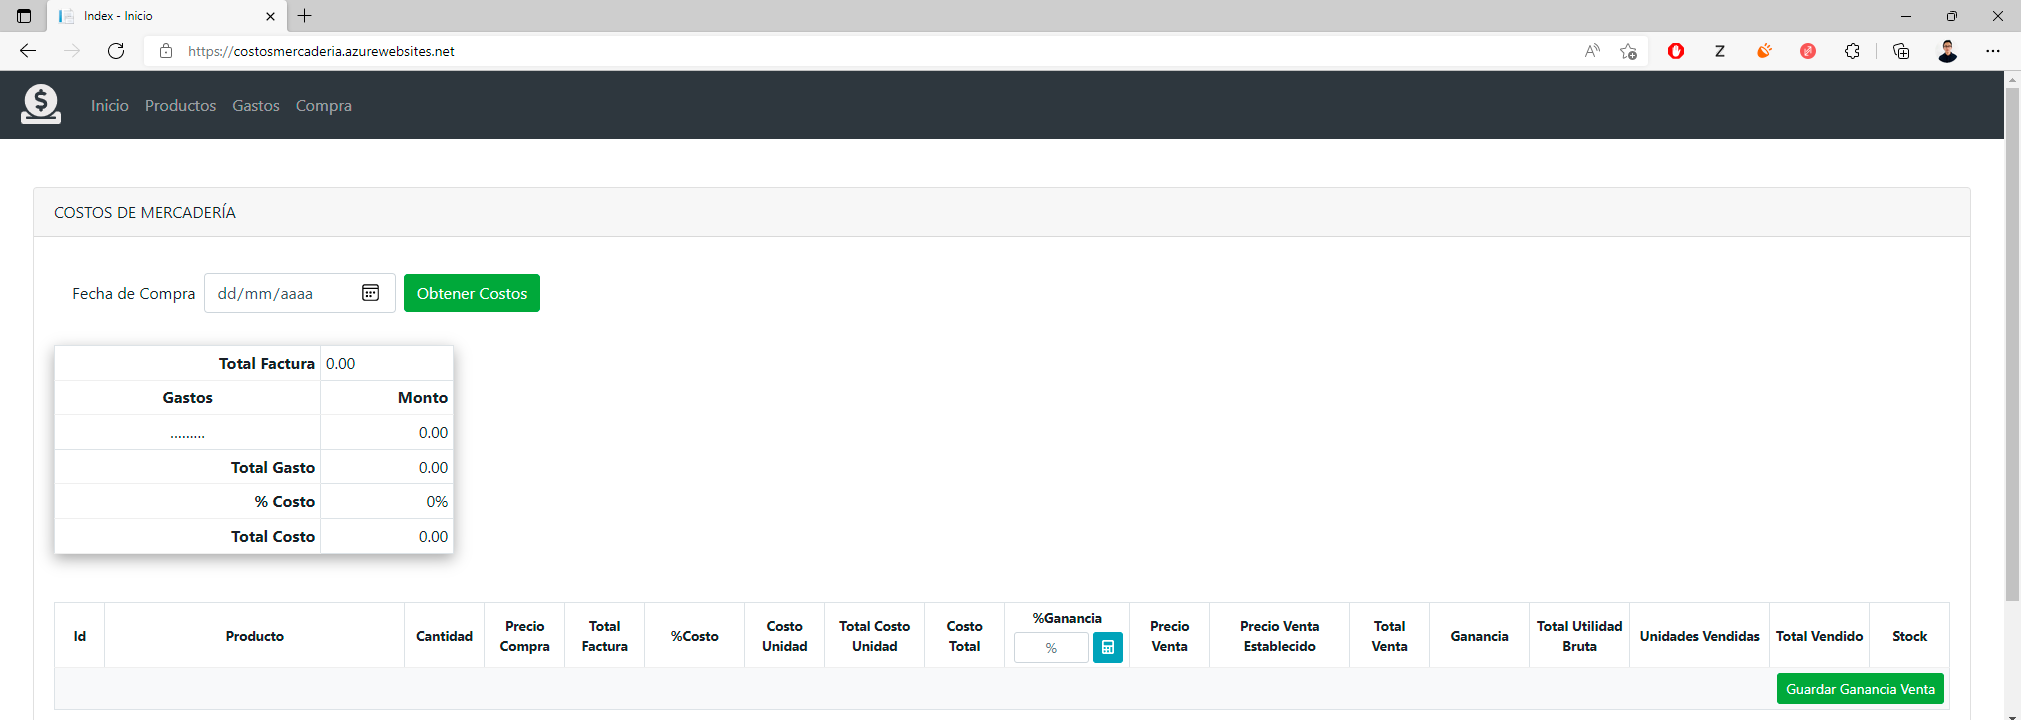 Index - Inicio
https://costosmercaderia.azurewebsites.net
Inicio Productos Gastos Compra
COSTOS DE MERCADERÍA
Fecha de Compra dd/mm/aaaa Obtener Costos
Total Factura 0.00
Gastos Monto
......... 0.00
Total Gasto 0.00
% Costo 0%
Total Costo 0.00
Id Producto Cantidad Precio Compra Total Factura %Costo Costo Unidad Total Costo Unidad Costo Total %Ganancia % Precio Venta Precio Venta Establecido Total Venta Ganancia Total Utilidad Bruta Unidades Vendidas Total Vendido Stock
Guardar Ganancia Venta